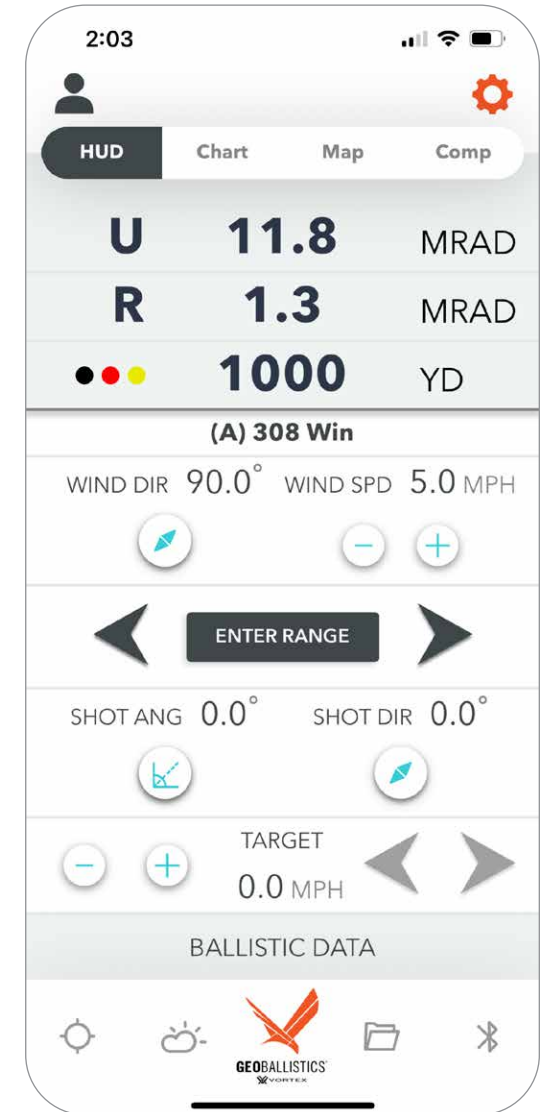 2:03
HUD Chart Map Comp
U 11.8 MRAD
R 1.3 MRAD
1000 YD
(A) 308 Win
WIND DIR 90.0° WIND SPD 5.0 MPH
ENTER RANGE
SHOT ANG 0.0° SHOT DIR 0.0°
TARGET
0.0 MPH
BALLISTIC DATA
GEOBALLISTICS
VORTEX